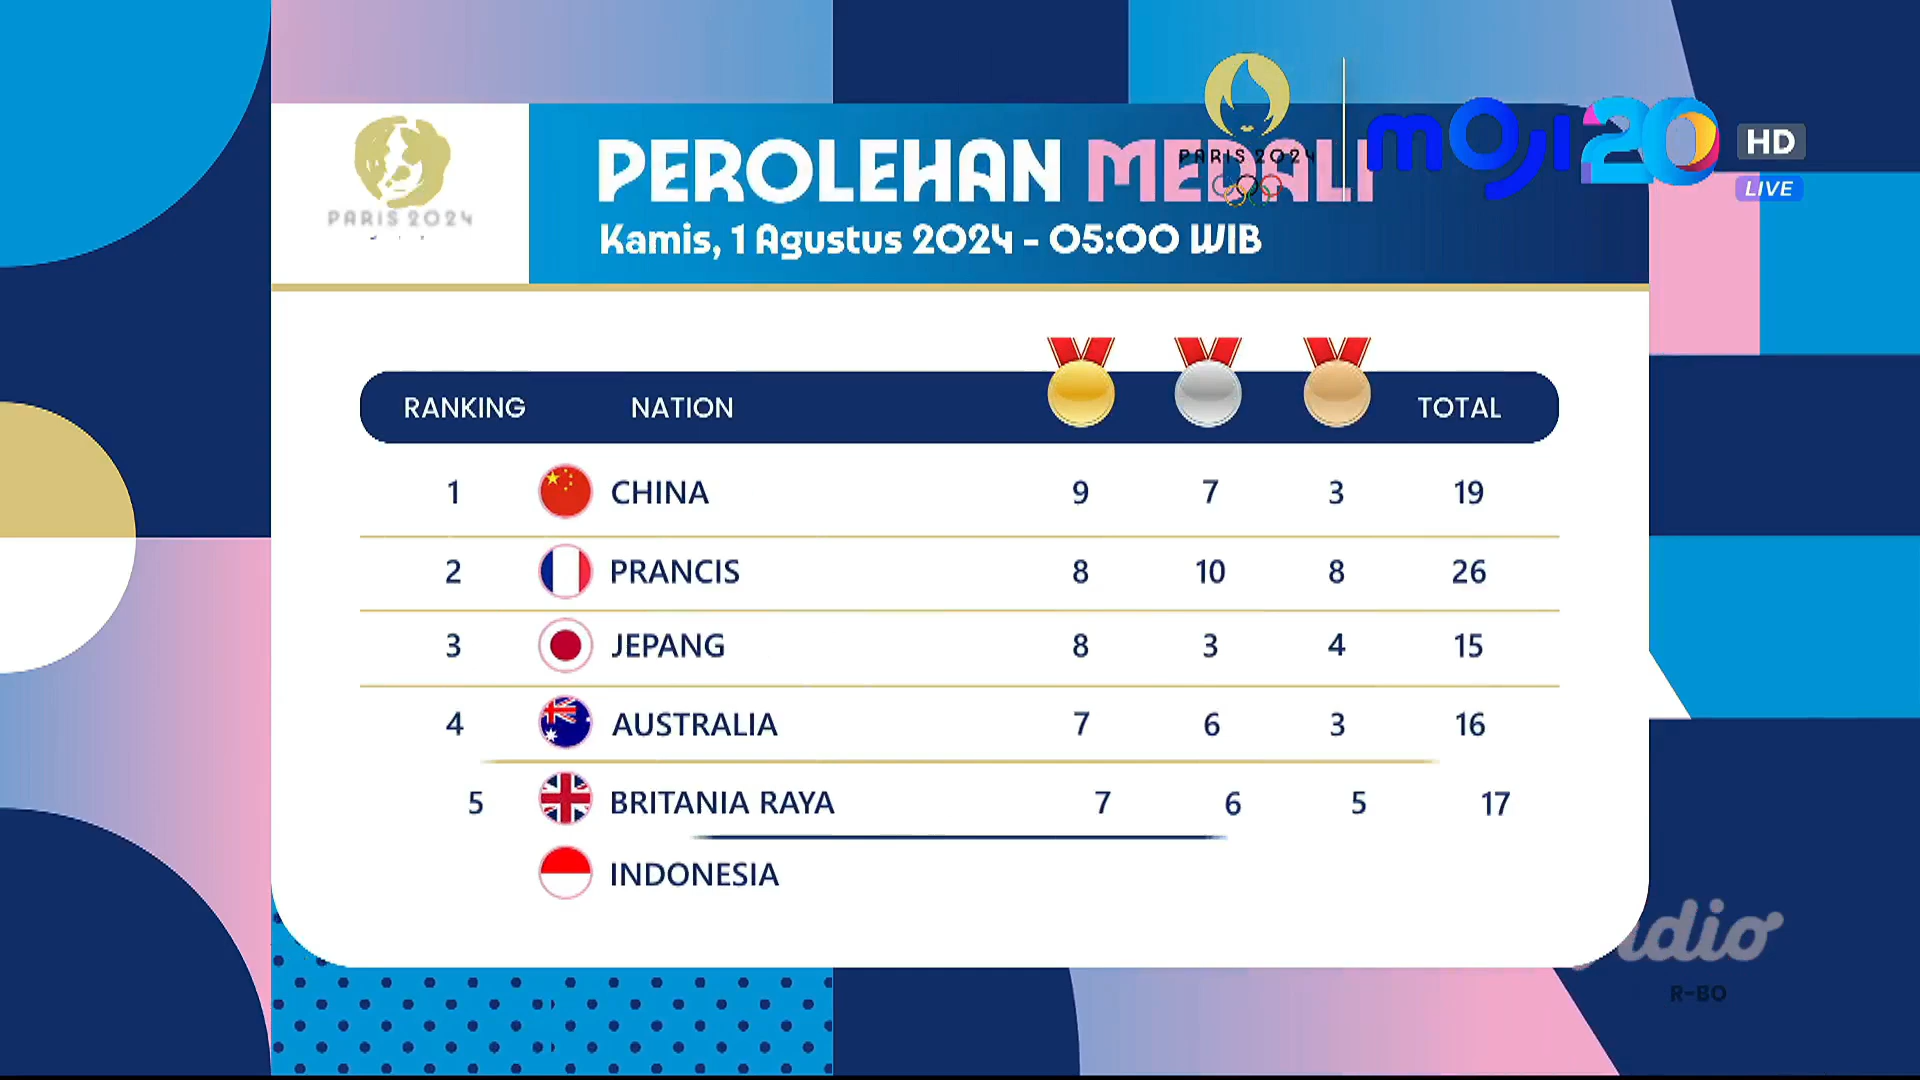 PARIS 2024
PEROLEHAN MEDALI
Kamis, 1 Agustus 2024 - 05:00 WIB
PARIS 2024
moji 20
HD
LIVE
RANKING NATION TOTAL
1 CHINA 9 7 3 19
2 PRANCIS 8 10 8 26
3 JEPANG 8 3 4 15
4 AUSTRALIA 7 6 3 16
5 BRITANIA RAYA 7 6 5 17
INDONESIA
R-BO